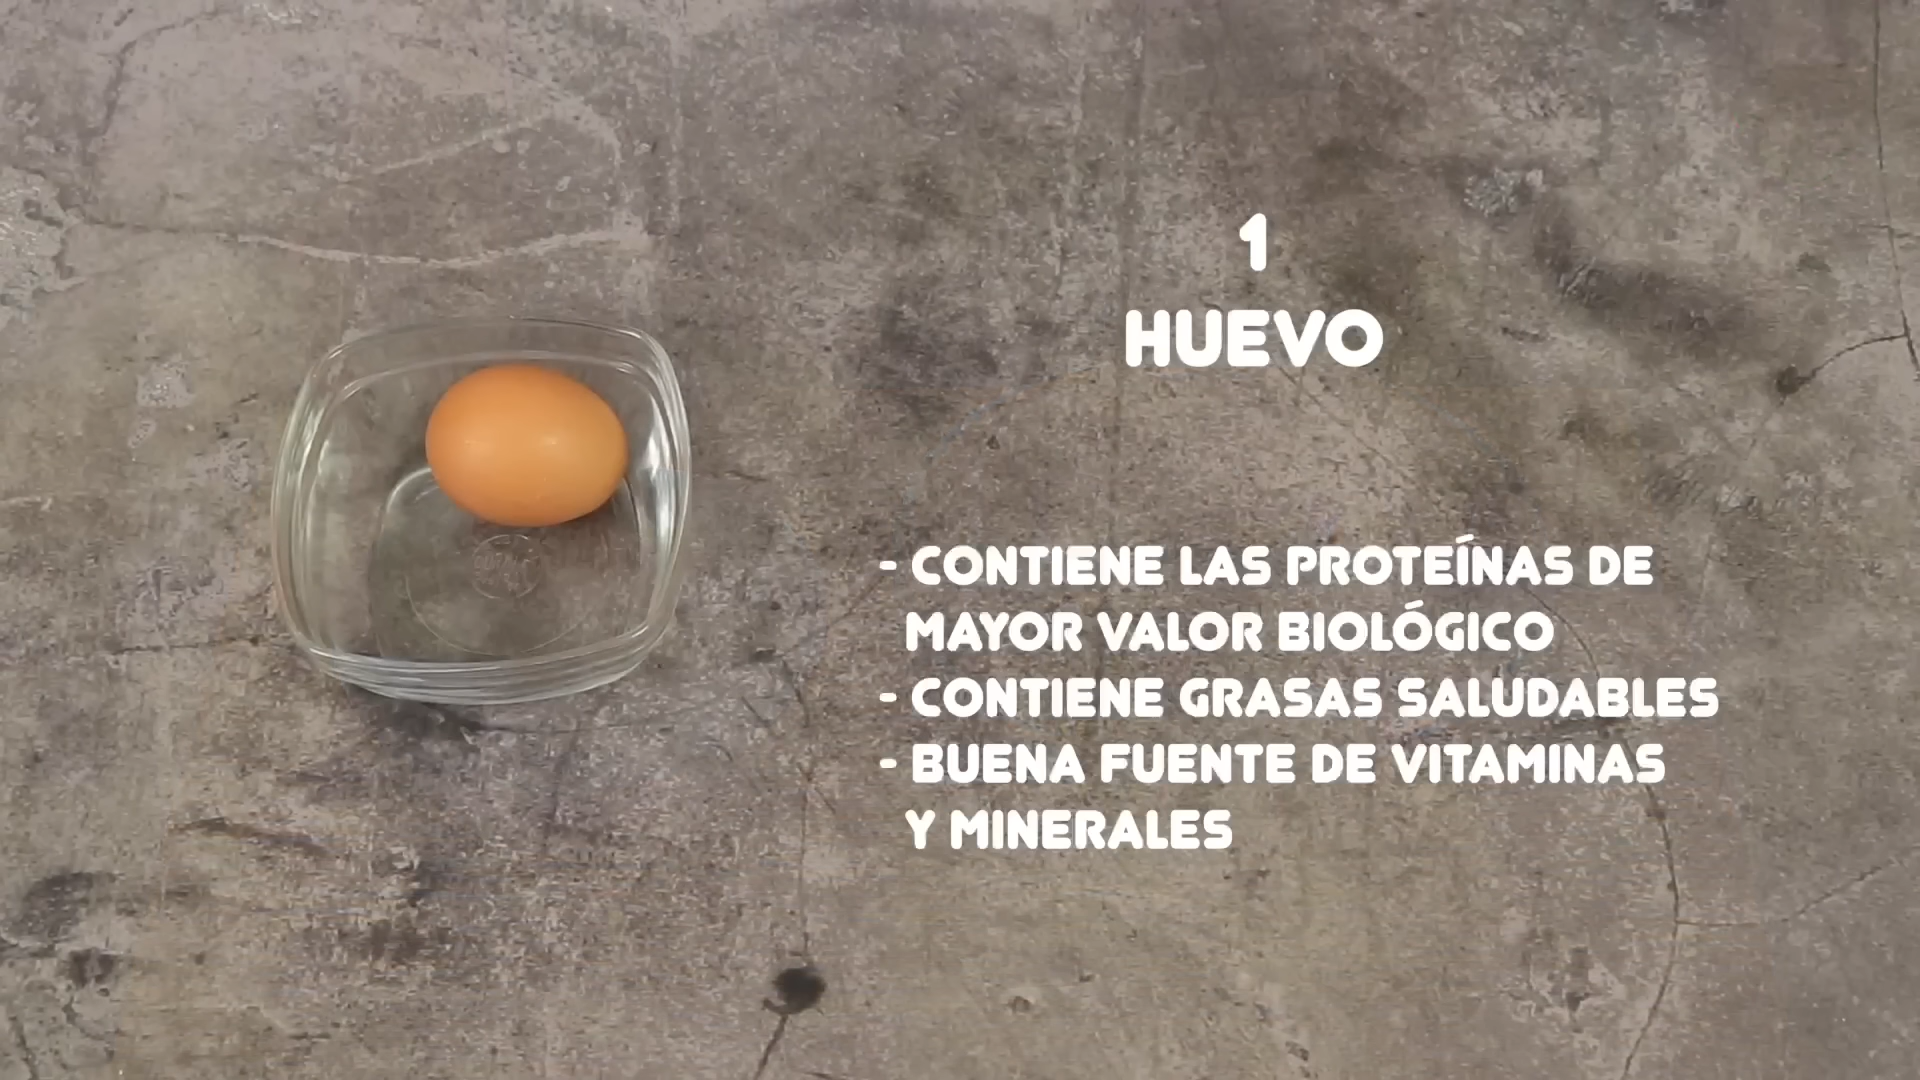 1
HUEVO
- CONTIENE LAS PROTEÍNAS DE
MAYOR VALOR BIOLÓGICO
- CONTIENE GRASAS SALUDABLES
- BUENA FUENTE DE VITAMINAS
Y MINERALES